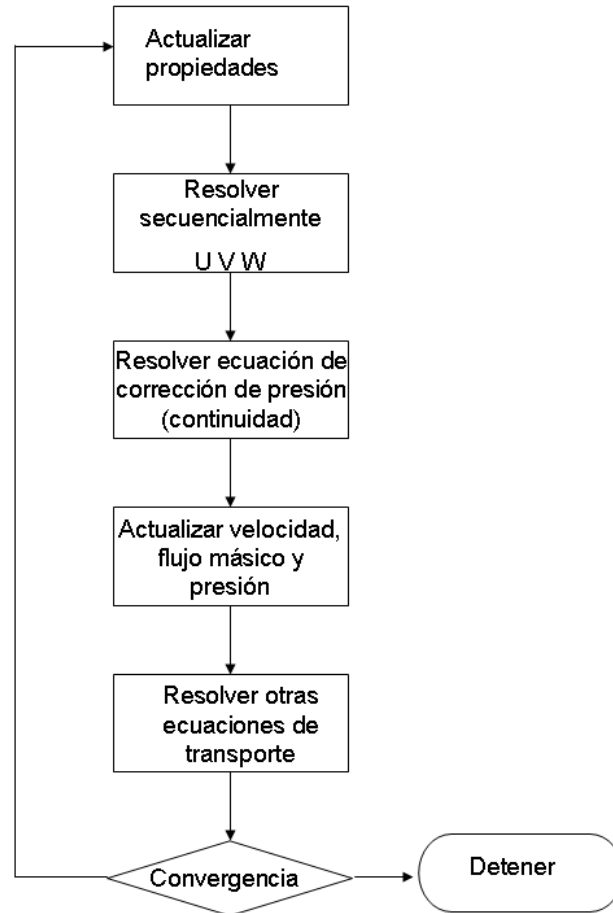 Actualizar
propiedades
Resolver
secuencialmente
U V W
Resolver ecuación de
corrección de presión
(continuidad)
Actualizar velocidad,
flujo másico y
presión
Resolver otras
ecuaciones de
transporte
Convergencia
Detener